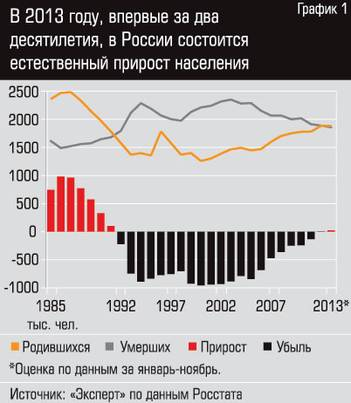 График 1
В 2013 году, впервые за два
десятилетия, в России состоится
естественный прирост населения
2500
2000
1500
1000
500
0
-500
-1000
1985 1992 1997 2002 2007 2013*
тыс. чел.
Родившихся Умерших Прирост Убыль
*Оценка по данным за январь-ноябрь.
Источник: «Эксперт» по данным Росстата